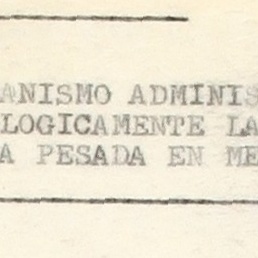 ANISMO ADMINIS
LOGICAMENTE LA
A PESADA EN ME